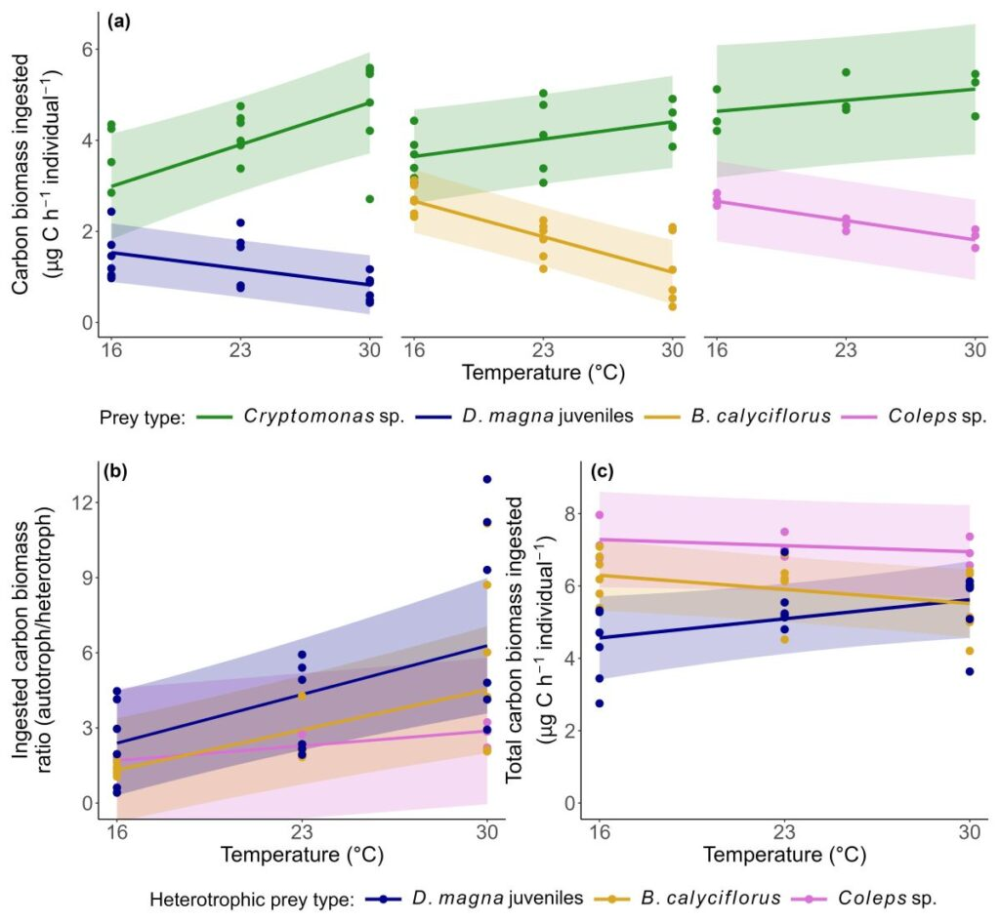 (a)
Carbon biomass ingested
(µg C h⁻¹ individual⁻¹)
6
4
2
0
16 23 30 16 23 30 16 23 30
Temperature (°C)
Prey type: Cryptomonas sp. D. magna juveniles B. calyciflorus Coleps sp.
(b)
Ingested carbon biomass
ratio (autotroph/heterotroph)
12
9
6
3
0
16 23 30
Temperature (°C)
(c)
Total carbon biomass ingested
(µg C h⁻¹ individual⁻¹)
8
6
4
2
0
16 23 30
Temperature (°C)
Heterotrophic prey type: D. magna juveniles B. calyciflorus Coleps sp.